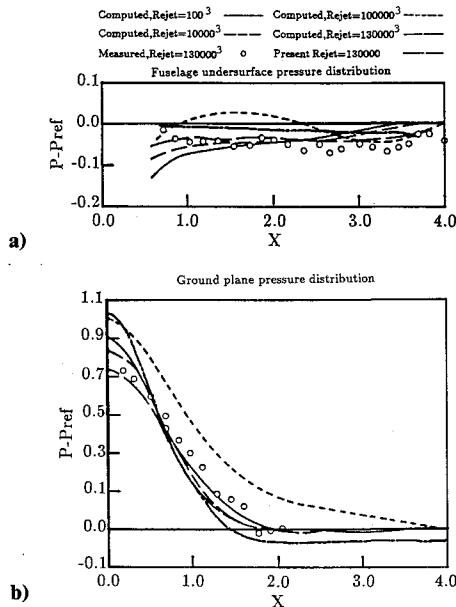 Computed,Rejet=100³ Computed,Rejet=100000³
Computed,Rejet=10000³ Computed,Rejet=130000³
Measured,Rejet=130000³ Present Rejet=130000
Fuselage undersurface pressure distribution
0.1
0.0
-0.1
-0.2
P-Pref
0.0 1.0 2.0 3.0 4.0
X
a)
Ground plane pressure distribution
1.1
0.9
0.7
0.5
0.3
0.1
0.0
-0.1
P-Pref
0.0 1.0 2.0 3.0 4.0
X
b)